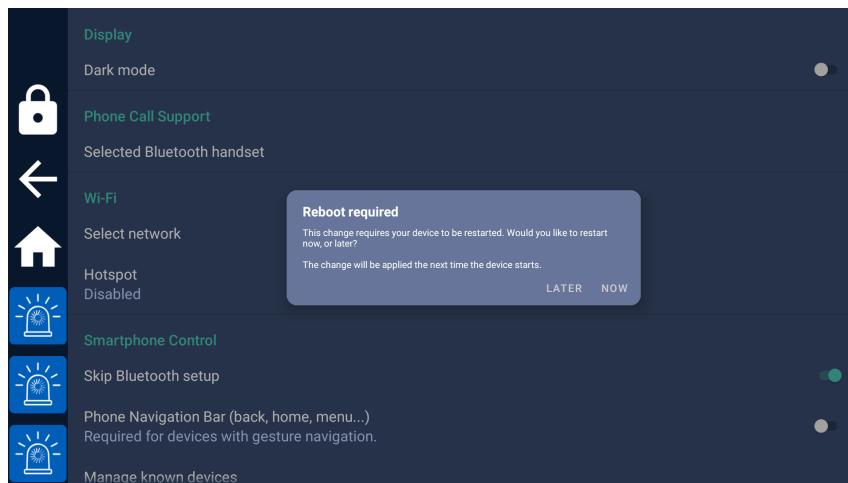 Display
Dark mode
Phone Call Support
Selected Bluetooth handset
Wi-Fi
Select network
Hotspot
Disabled
Reboot required
This change requires your device to be restarted. Would you like to restart
now, or later?
The change will be applied the next time the device starts.
LATER NOW
Smartphone Control
Skip Bluetooth setup
Phone Navigation Bar (back, home, menu...)
Required for devices with gesture navigation.
Manage known devices